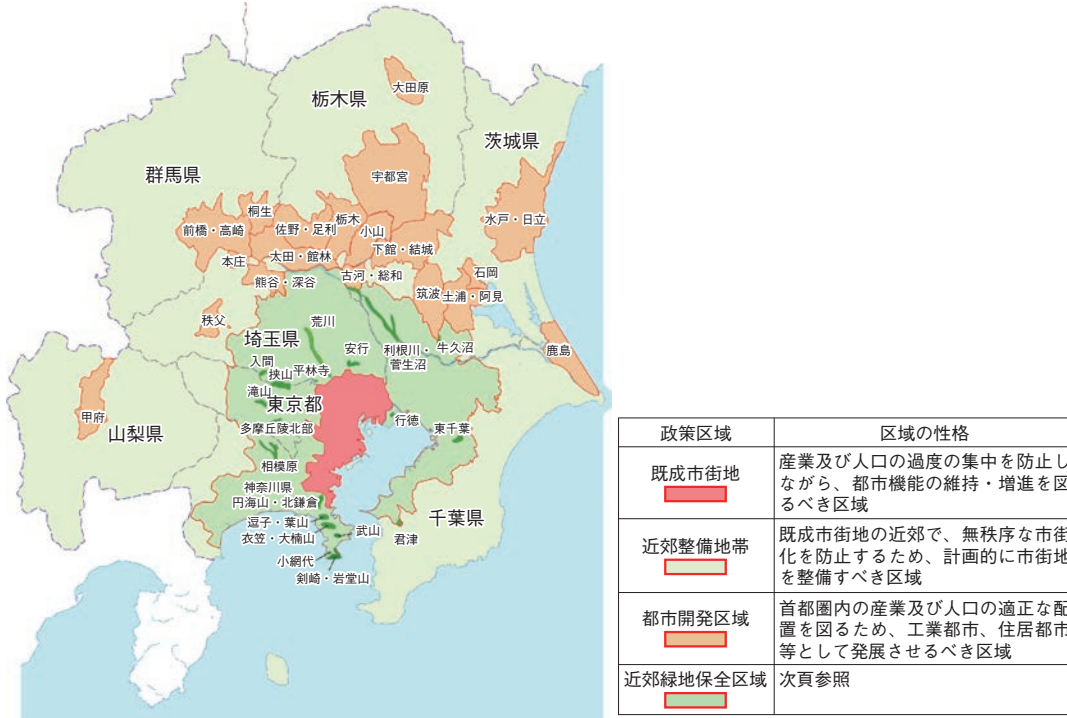 大田原
栃木県
茨城県
宇都宮
群馬県
桐生
栃木
水戸・日立
前橋・高崎
佐野・足利
小山
下館・結城
本庄
太田・館林
石岡
熊谷・深谷
古河・総和
筑波
土浦・阿見
秩父
荒川
埼玉県
安行
利根川・
菅生沼
牛久沼
鹿島
入間
挟山
平林寺
滝山
東京都
甲府
山梨県
行徳
多摩丘陵北部
東千葉
相模原
神奈川県
円海山・北鎌倉
千葉県
逗子・葉山
武山
衣笠・大楠山
君津
小網代
剣崎・岩堂山
政策区域
区域の性格
既成市街地
産業及び人口の過度の集中を防止し
ながら、都市機能の維持・増進を図
るべき区域
近郊整備地帯
既成市街地の近郊で、無秩序な市街
化を防止するため、計画的に市街地
を整備すべき区域
都市開発区域
首都圏内の産業及び人口の適正な配
置を図るため、工業都市、住居都市
等として発展させるべき区域
近郊緑地保全区域
次頁参照